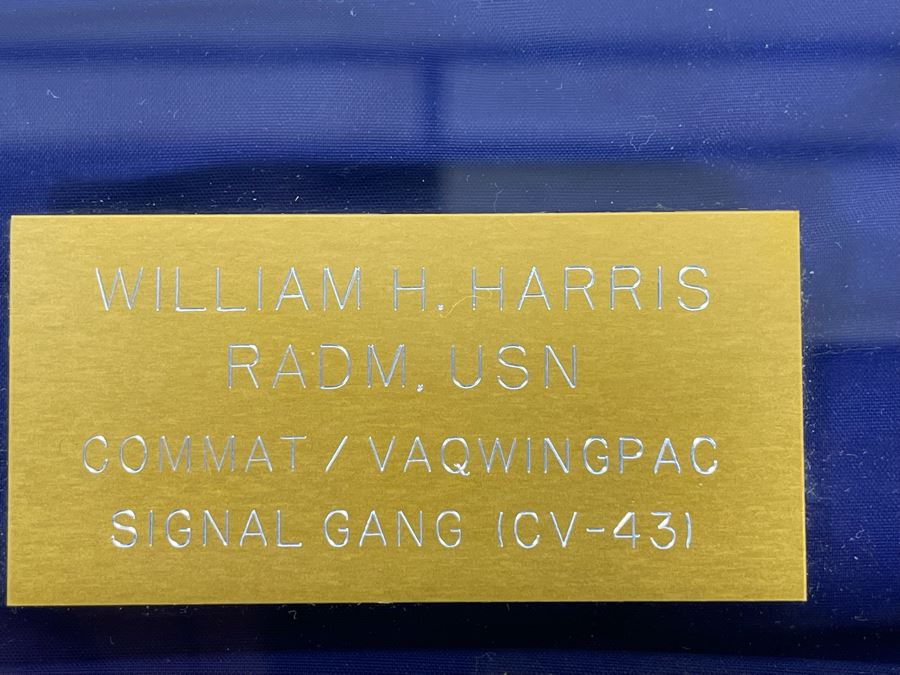 WILLIAM H. HARRIS
RADM, USN
COMMAT / VAQWINGPAC
SIGNAL GANG (CV-43)